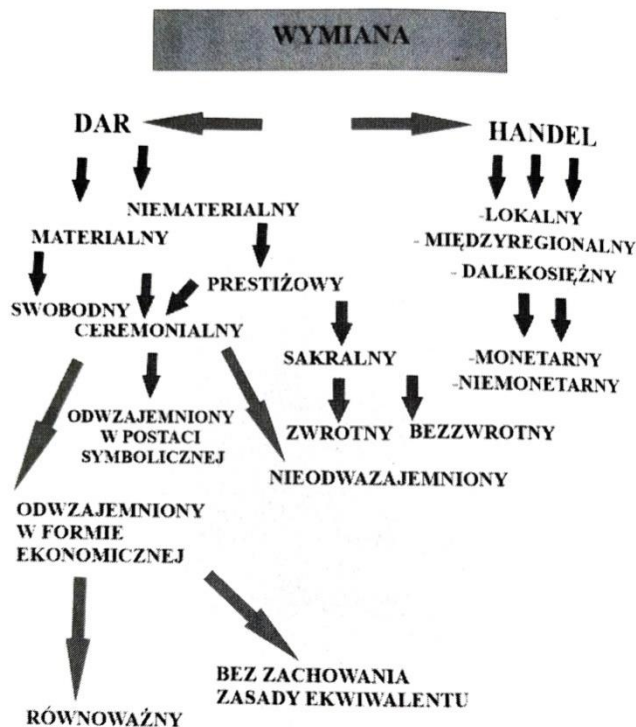 WYMIANA
DAR
HANDEL
NIEMATERIALNY
MATERIALNY
-LOKALNY
- MIĘDZYREGIONALNY
- DALEKOSIĘŻNY
PRESTIŻOWY
SWOBODNY
CEREMONIALNY
SAKRALNY
-MONETARNY
-NIEMONETARNY
ODWZAJEMNIONY
W POSTACI
SYMBOLICZNEJ
ZWROTNY
BEZZWROTNY
NIEODWAZAJEMNIONY
ODWZAJEMNIONY
W FORMIE
EKONOMICZNEJ
BEZ ZACHOWANIA
ZASADY EKWIWALENTU
RÓWNOWAŻNY